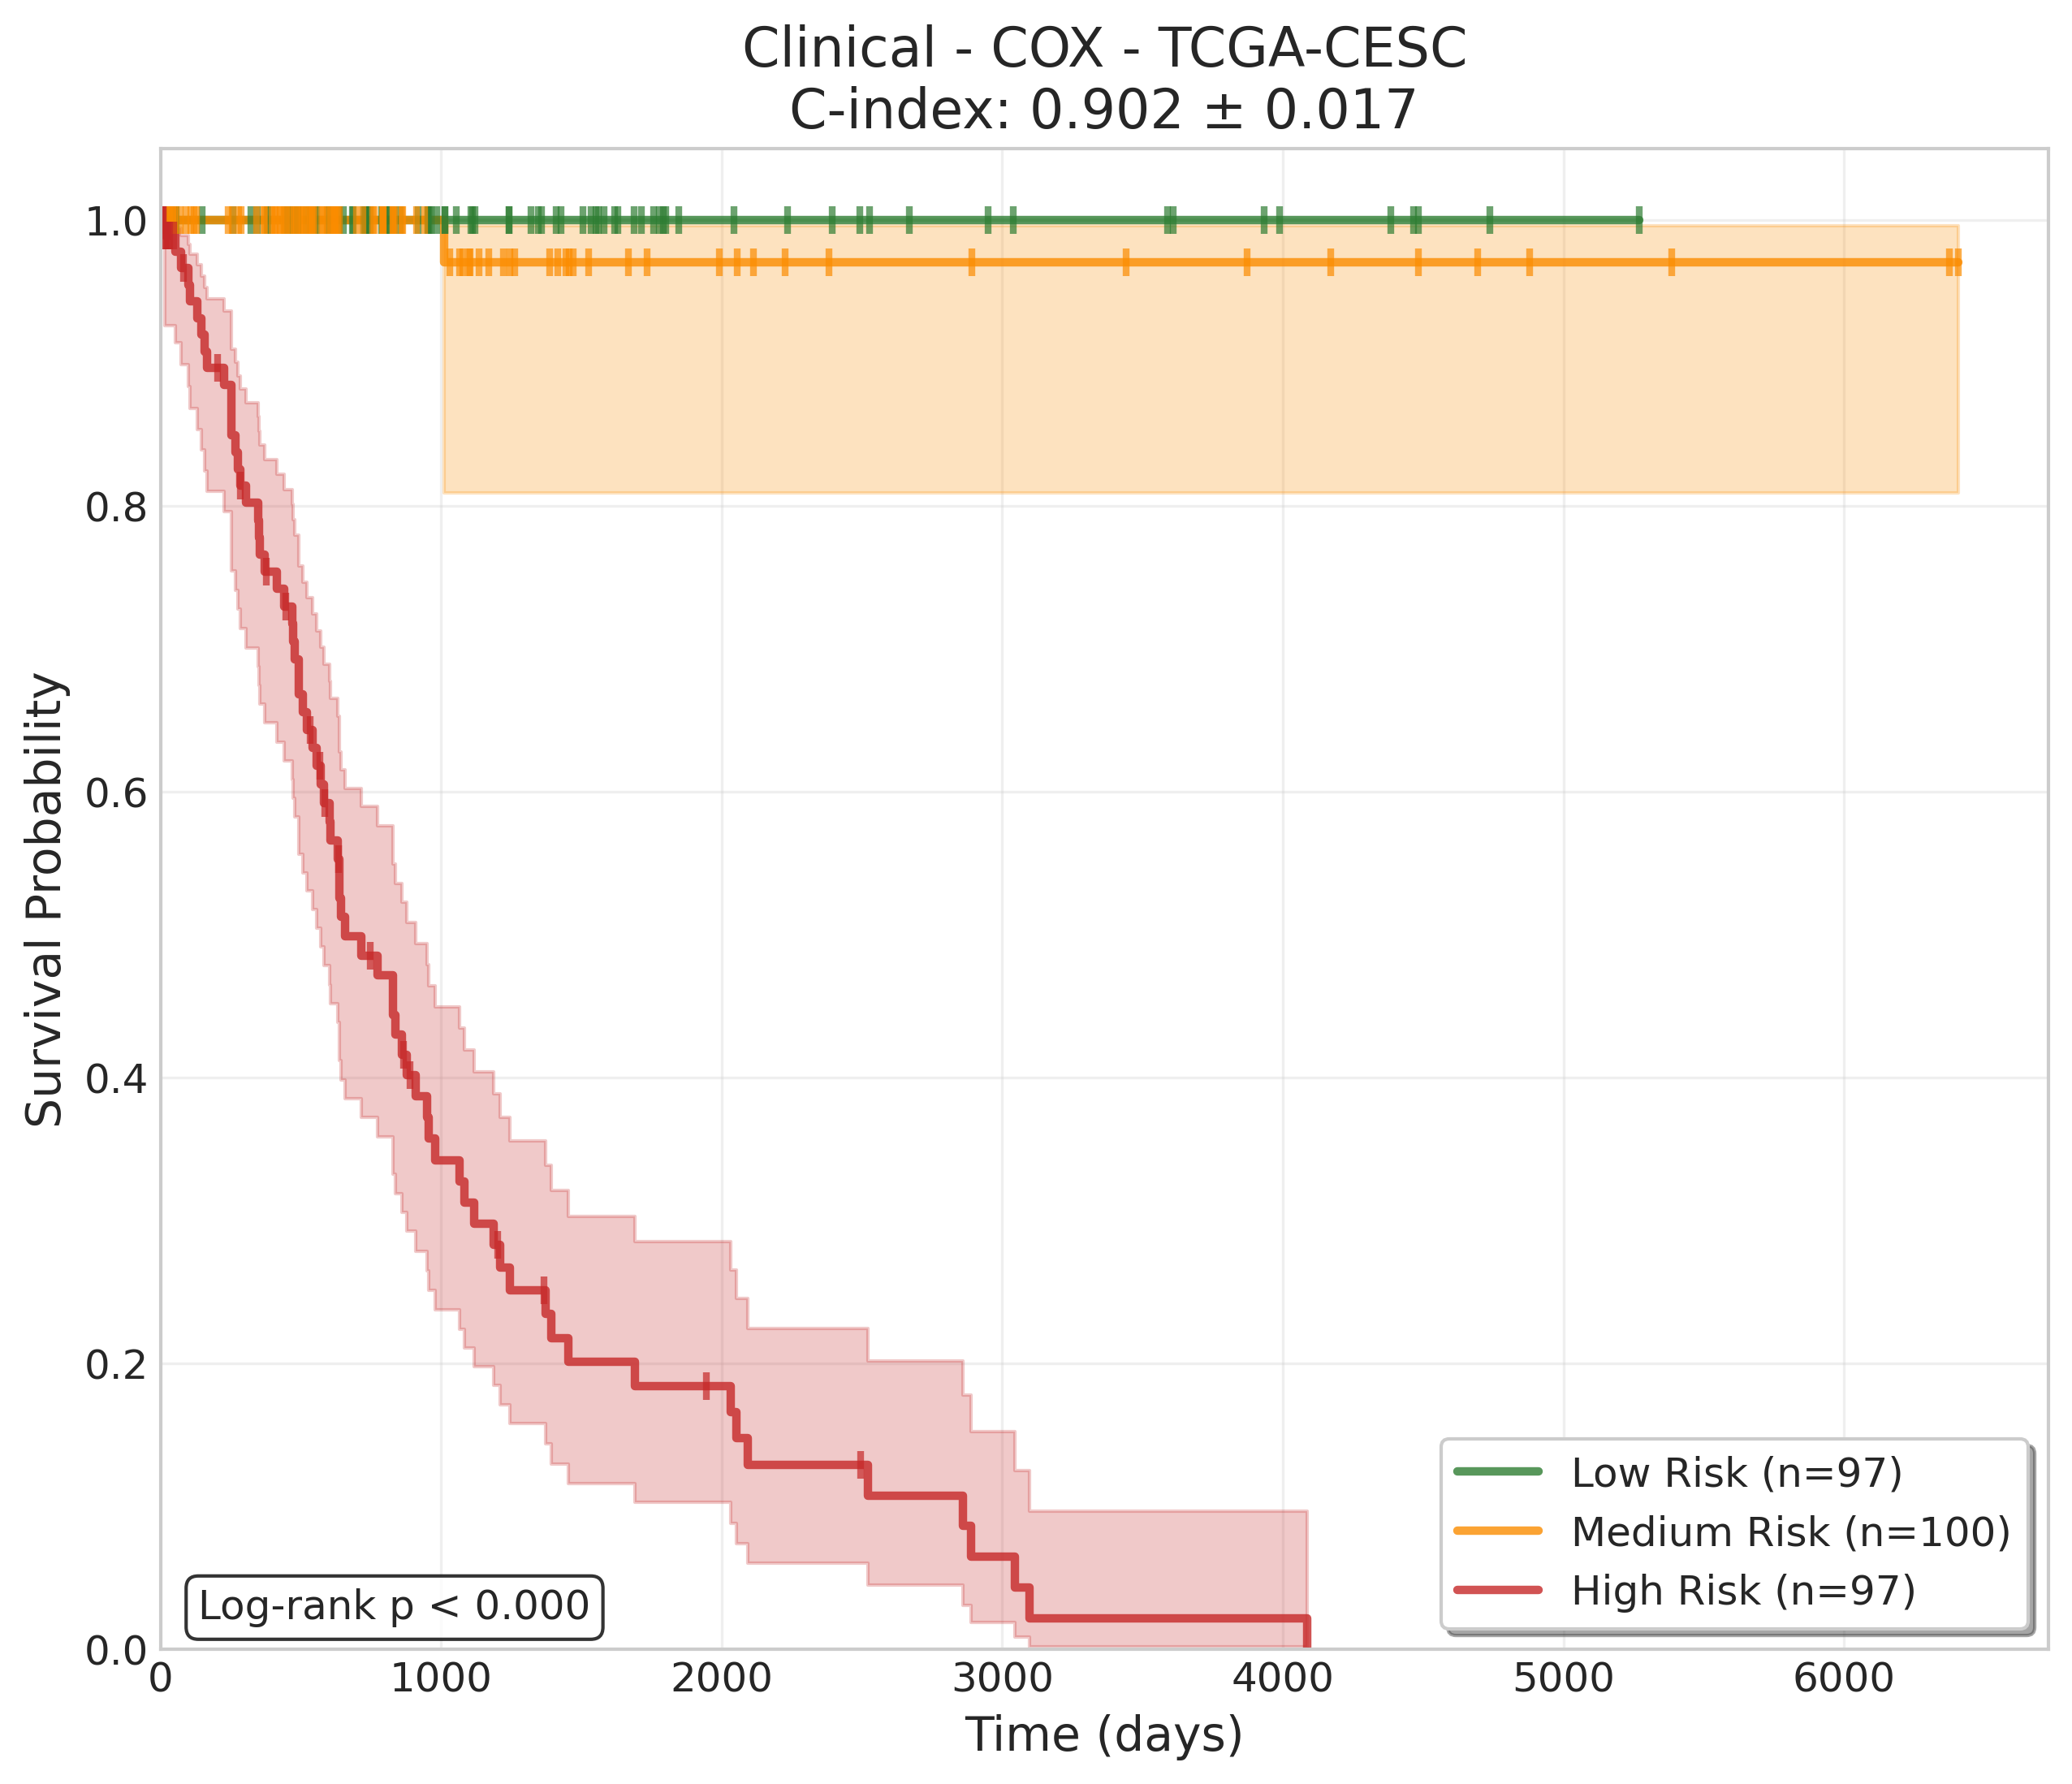 Clinical - COX - TCGA-CESC
C-index: 0.902 ± 0.017
Survival Probability
1.0
0.8
0.6
0.4
0.2
0.0
Log-rank p < 0.000
Low Risk (n=97)
Medium Risk (n=100)
High Risk (n=97)
0 1000 2000 3000 4000 5000 6000
Time (days)